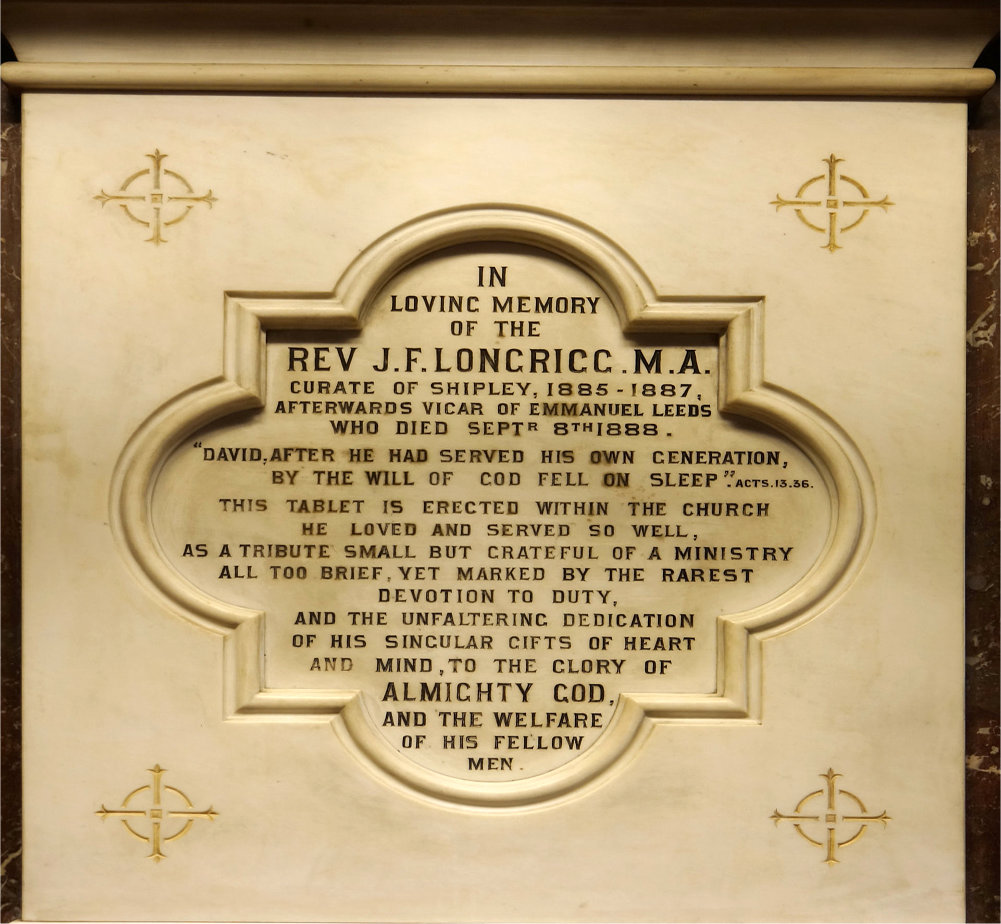 IN
LOVING MEMORY
OF THE
REV J.F. LONGRIGG. M.A.
CURATE OF SHIPLEY, 1885-1887,
AFTERWARDS VICAR OF EMMANUEL LEEDS
WHO DIED SEPTR 8TH 1888.
"DAVID, AFTER HE HAD SERVED HIS OWN GENERATION,
BY THE WILL OF GOD FELL ON SLEEP". ACTS.13.36.
THIS TABLET IS ERECTED WITHIN THE CHURCH
HE LOVED AND SERVED SO WELL,
AS A TRIBUTE SMALL BUT GRATEFUL OF A MINISTRY
ALL TOO BRIEF, YET MARKED BY THE RAREST
DEVOTION TO DUTY,
AND THE UNFALTERING DEDICATION
OF HIS SINGULAR GIFTS OF HEART
AND MIND, TO THE GLORY OF
ALMIGHTY GOD,
AND THE WELFARE
OF HIS FELLOW
MEN.